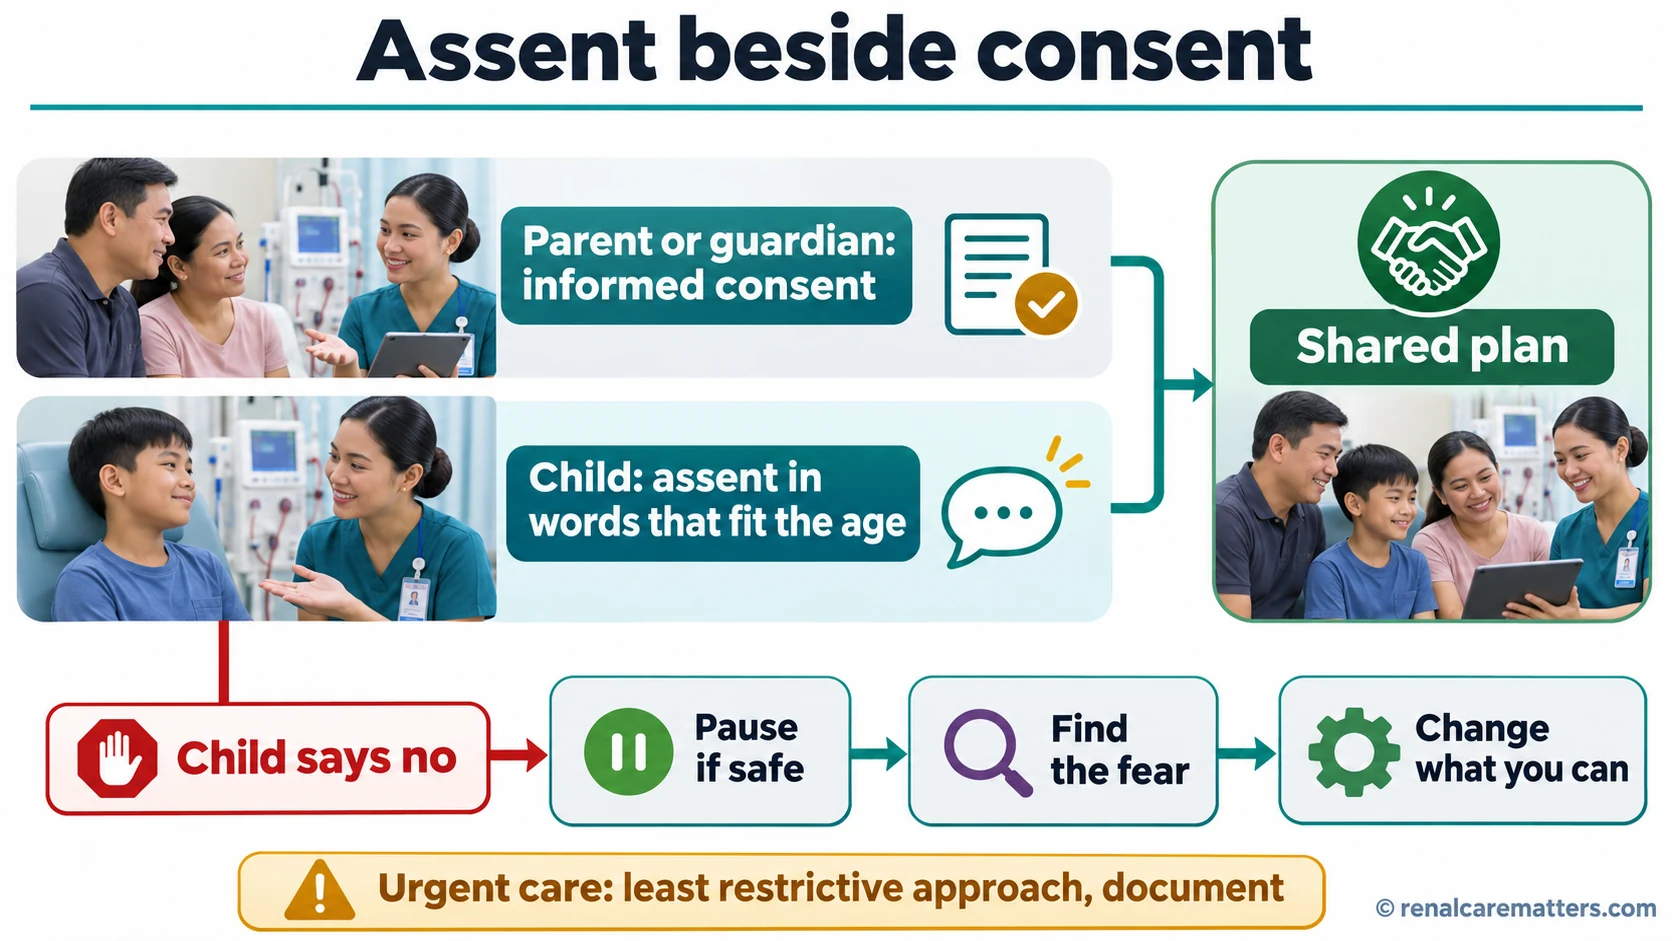 Assent beside consent
Parent or guardian:
informed consent
Child: assent in
words that fit the age
Shared plan
Child says no
Pause
if safe
Find
the fear
Change
what you can
Urgent care: least restrictive approach, document
© renalcarematters.com